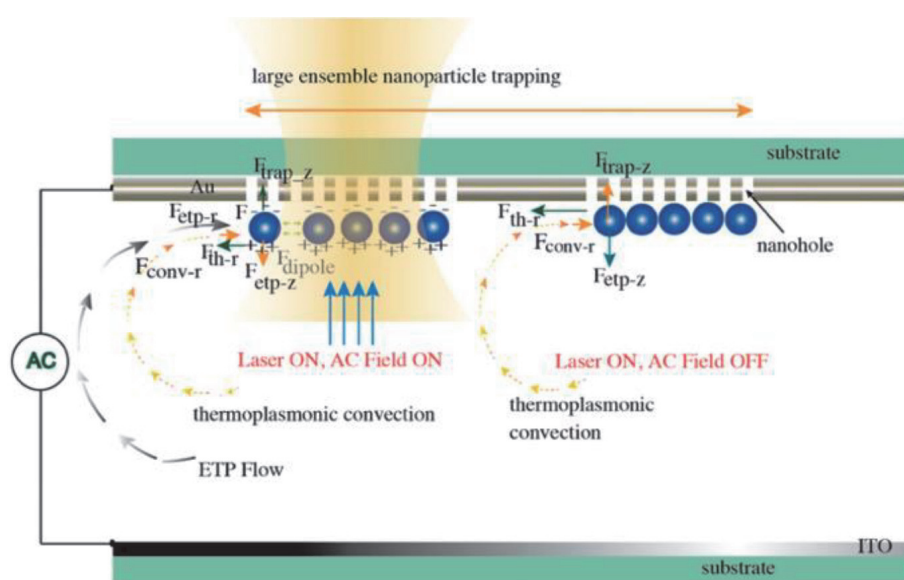 large ensemble nanoparticle trapping
substrate
Au
Ftrap_z
Ftrap-z
Fetp-r
F
Fth-r
Fconv-r
Fth-r
Fdipole
Fetp-z
Fconv-r
Fetp-z
nanohole
AC
Laser ON, AC Field ON
Laser ON, AC Field OFF
thermoplasmonic convection
thermoplasmonic
convection
ETP Flow
ITO
substrate